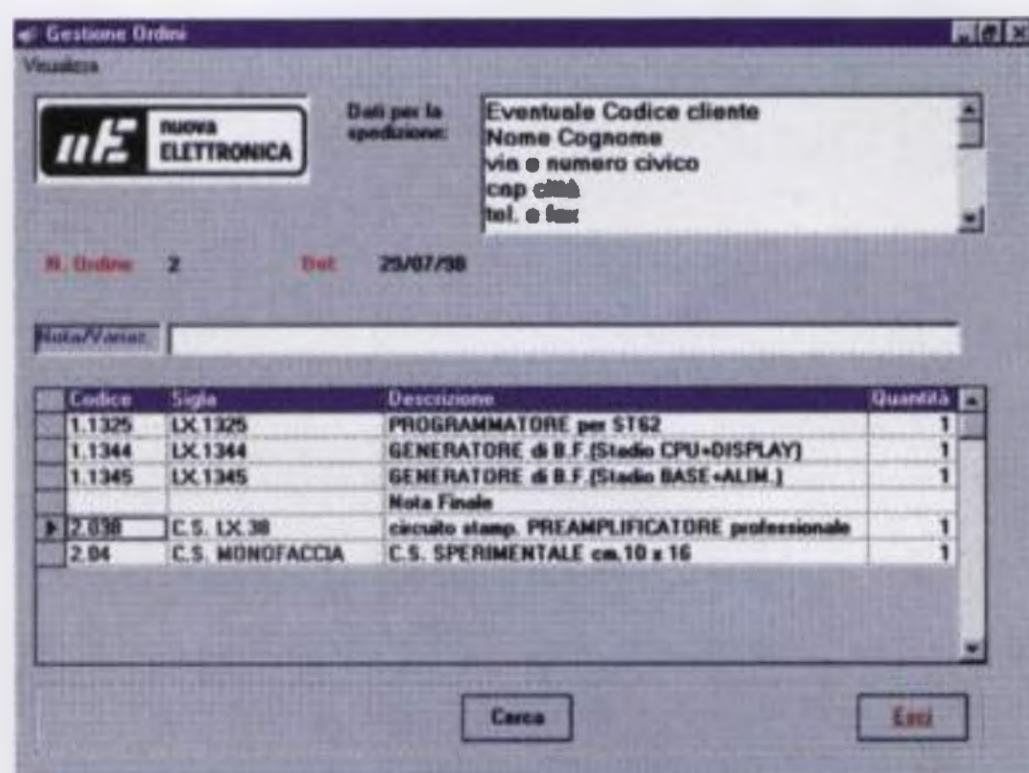 Gestione Ordini
Visualizza
nE nuova
ELETTRONICA
Dati per la
spedizione:
Eventuale Codice cliente
Nome Cognome
via e numero civico
cap città
tel. e fax
N. Ordine 2 Del 29/07/98
Nota/Variaz.
Codice Sigla Descrizione Quantità
1.1325 LX.1325 PROGRAMMATORE per ST62 1
1.1344 LX.1344 GENERATORE di B.F.(Stadio CPU+DISPLAY) 1
1.1345 LX.1345 GENERATORE di B.F.(Stadio BASE+ALIM.) 1
Nota Finale
2.038 C.S. LX.38 circuito stamp. PREAMPLIFICATORE professionale 1
2.04 C.S. MONOFACCIA C.S. SPERIMENTALE cm.10 x 16 1
Cerca Esci